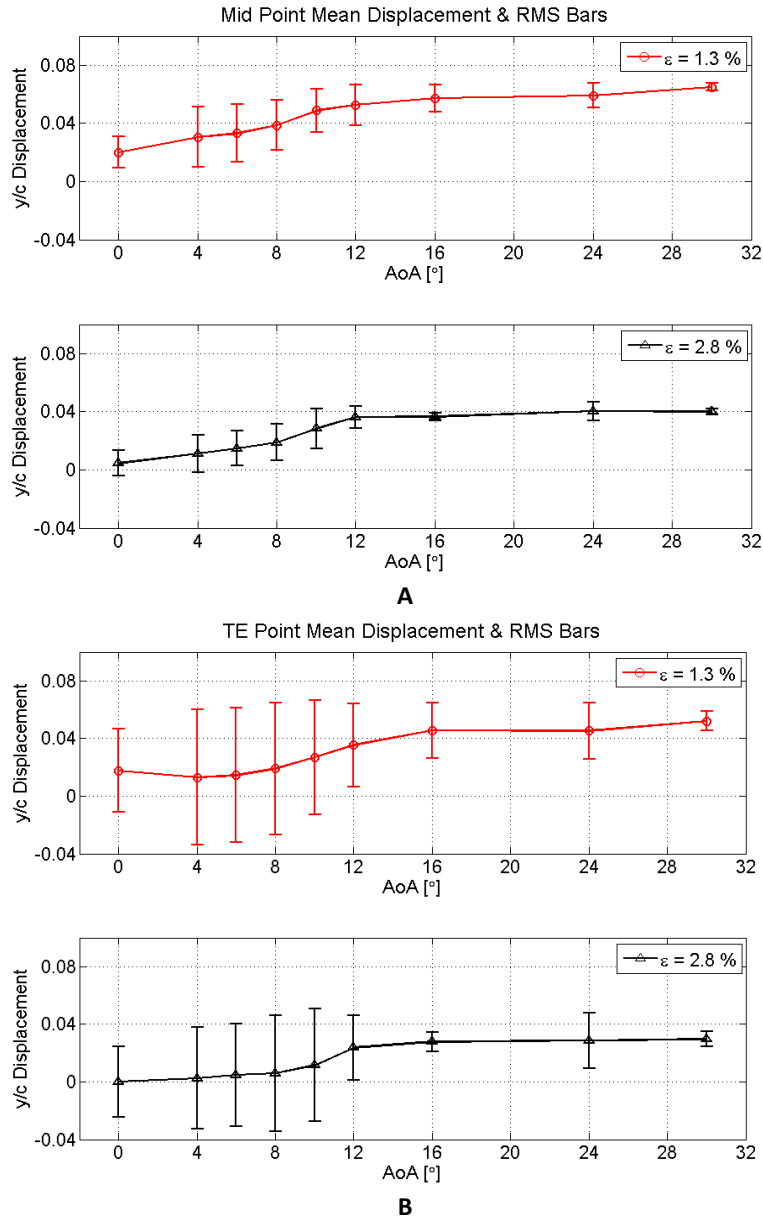 Mid Point Mean Displacement & RMS Bars
ε = 1.3 %
0.08
0.04
0
-0.04
y/c Displacement
0 4 8 12 16 20 24 28 32
AoA [°]
ε = 2.8 %
0.08
0.04
0
-0.04
y/c Displacement
0 4 8 12 16 20 24 28 32
AoA [°]
A
TE Point Mean Displacement & RMS Bars
ε = 1.3 %
0.08
0.04
0
-0.04
y/c Displacement
0 4 8 12 16 20 24 28 32
AoA [°]
ε = 2.8 %
0.08
0.04
0
-0.04
y/c Displacement
0 4 8 12 16 20 24 28 32
AoA [°]
B